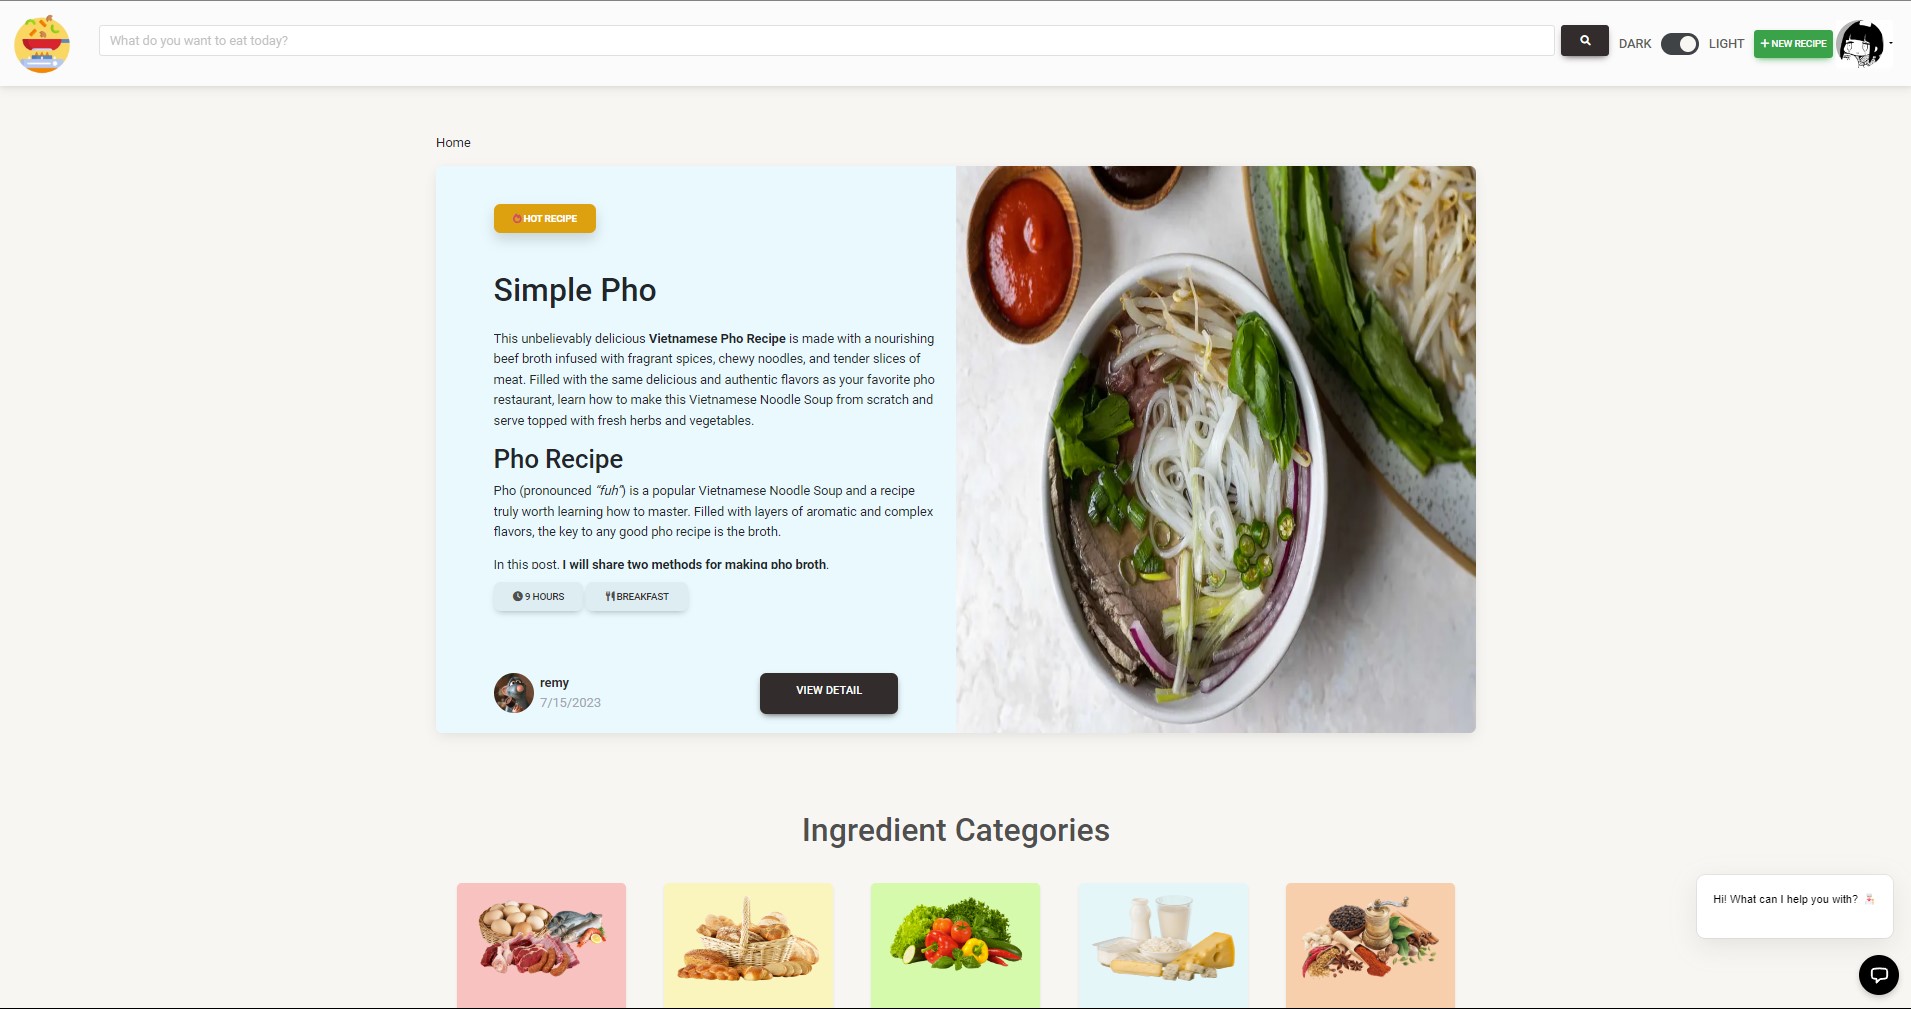 What do you want to eat today?
DARK
LIGHT
+ NEW RECIPE
Home
HOT RECIPE
Simple Pho
This unbelievably delicious Vietnamese Pho Recipe is made with a nourishing
beef broth infused with fragrant spices, chewy noodles, and tender slices of
meat. Filled with the same delicious and authentic flavors as your favorite pho
restaurant, learn how to make this Vietnamese Noodle Soup from scratch and
serve topped with fresh herbs and vegetables.
Pho Recipe
Pho (pronounced “fuh”) is a popular Vietnamese Noodle Soup and a recipe
truly worth learning how to master. Filled with layers of aromatic and complex
flavors, the key to any good pho recipe is the broth.
In this post, I will share two methods for making pho broth.
9 HOURS
BREAKFAST
remy
7/15/2023
VIEW DETAIL
Ingredient Categories
Hi! What can I help you with?